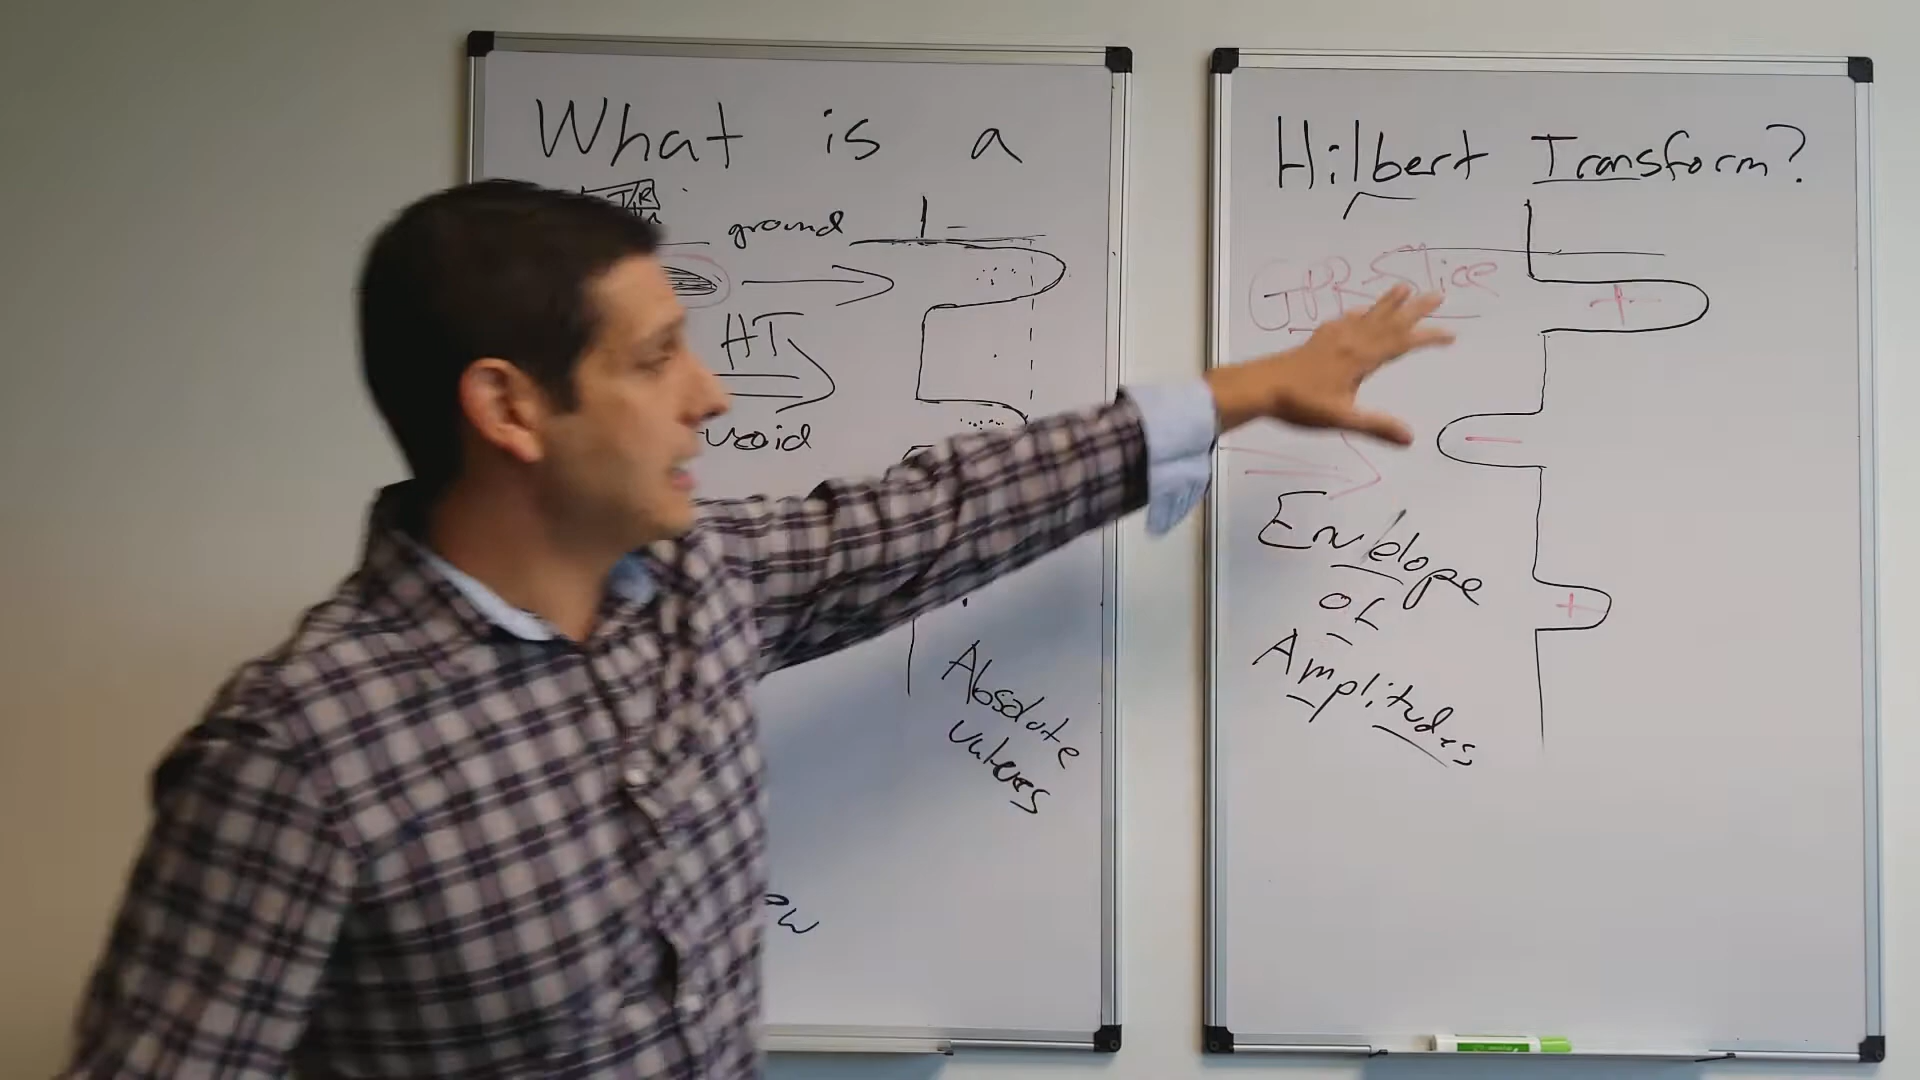 What is a
T/R
ground
HT
void
Absolute
values
Hilbert Transform?
GPR-Slice
+
-
+
Envelope
of
Amplitudes